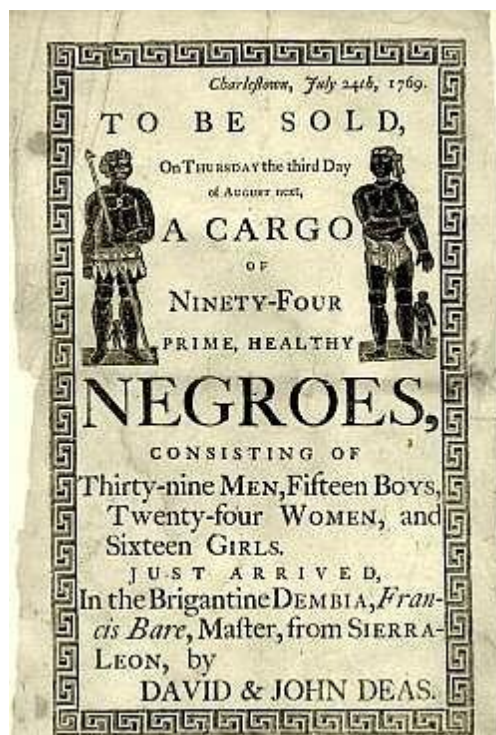 Charleſtown, July 24th, 1769.
TO BE SOLD,
On THURSDAY the third Day
of AUGUST next,
A CARGO
OF
NINETY-FOUR
PRIME, HEALTHY
NEGROES,
CONSISTING OF
Thirty-nine MEN, Fifteen BOYS,
Twenty-four WOMEN, and
Sixteen GIRLS.
JUST ARRIVED,
In the Brigantine DEMBIA, Fran-
cis Bare, Maſter, from SIERRA-
LEON, by
DAVID & JOHN DEAS.